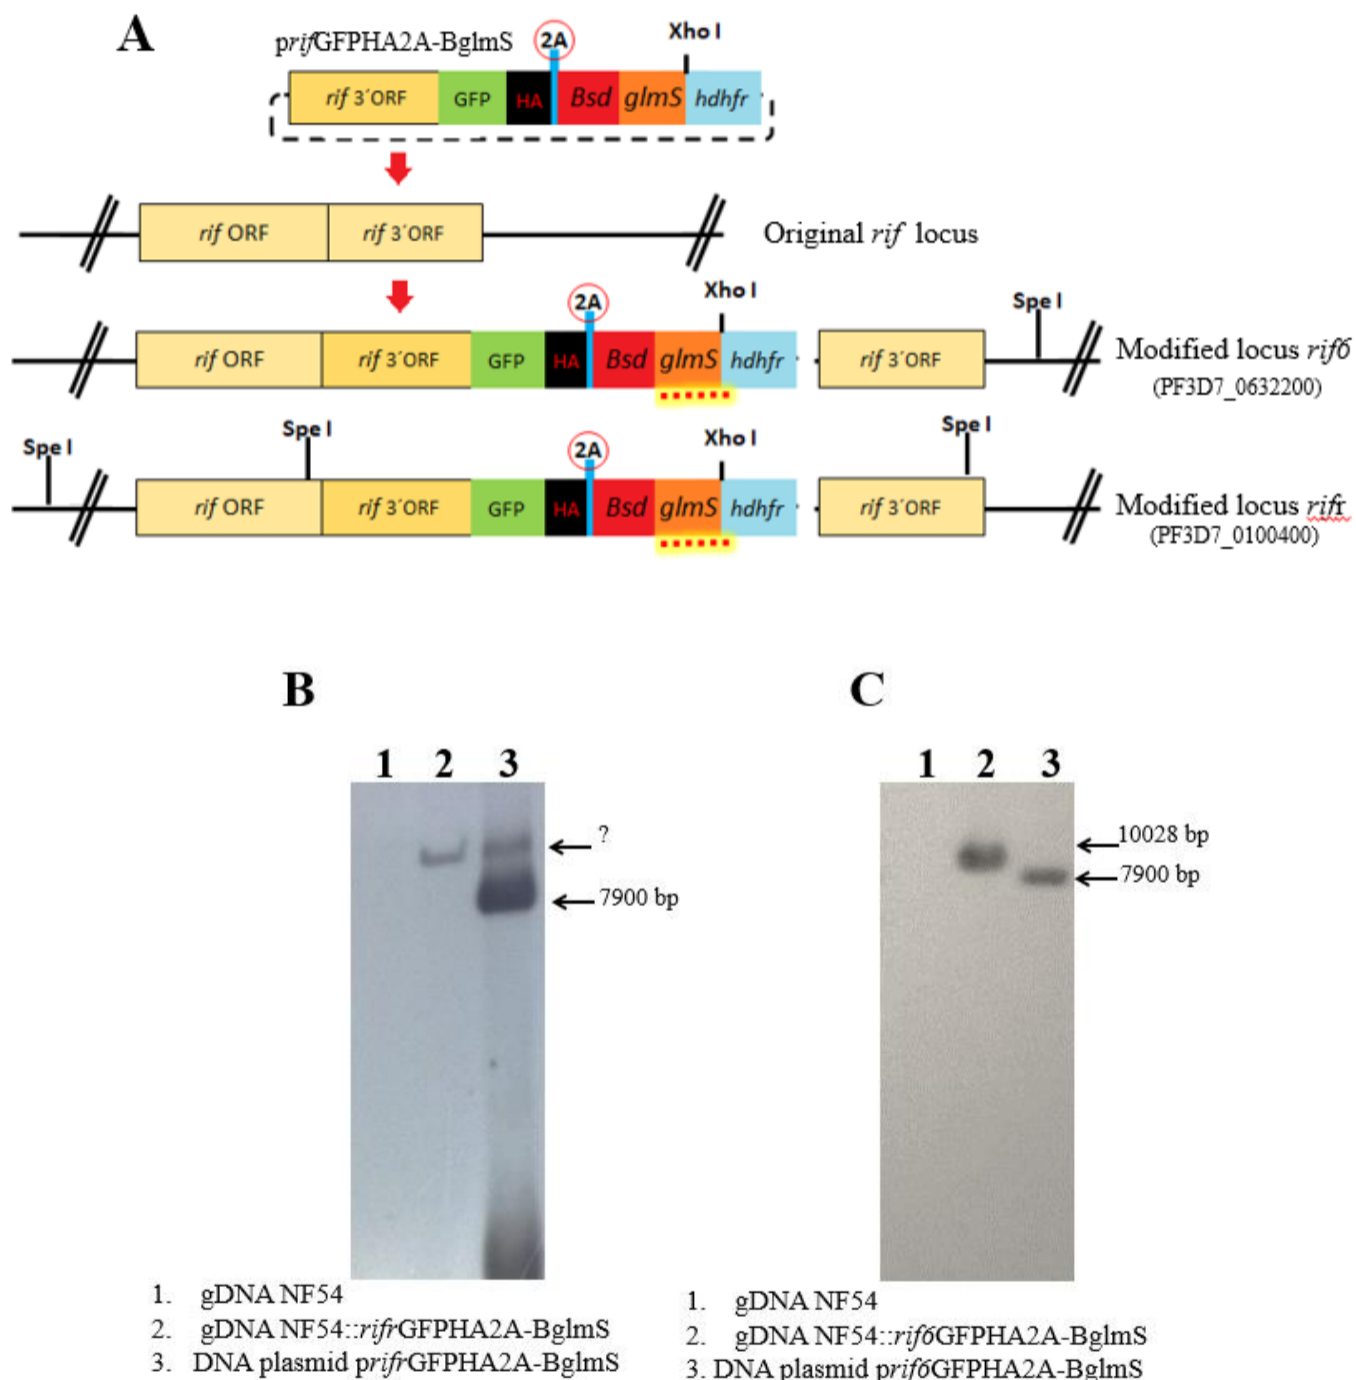 A
prifGFPHA2A-BglmS
2A
Xho I
rif 3´ORF GFP HA Bsd glmS hdhfr
rif ORF rif 3´ORF
Original rif locus
2A
Xho I
Spe I
rif ORF rif 3´ORF GFP HA Bsd glmS hdhfr rif 3´ORF
Modified locus rif6
(PF3D7_0632200)
Spe I
Spe I
2A
Xho I
Spe I
rif ORF rif 3´ORF GFP HA Bsd glmS hdhfr rif 3´ORF
Modified locus rifr
(PF3D7_0100400)
B
1 2 3
?
7900 bp
1. gDNA NF54
2. gDNA NF54::rifrGFPHA2A-BglmS
3. DNA plasmid prifrGFPHA2A-BglmS
C
1 2 3
10028 bp
7900 bp
1. gDNA NF54
2. gDNA NF54::rif6GFPHA2A-BglmS
3. DNA plasmid prif6GFPHA2A-BglmS